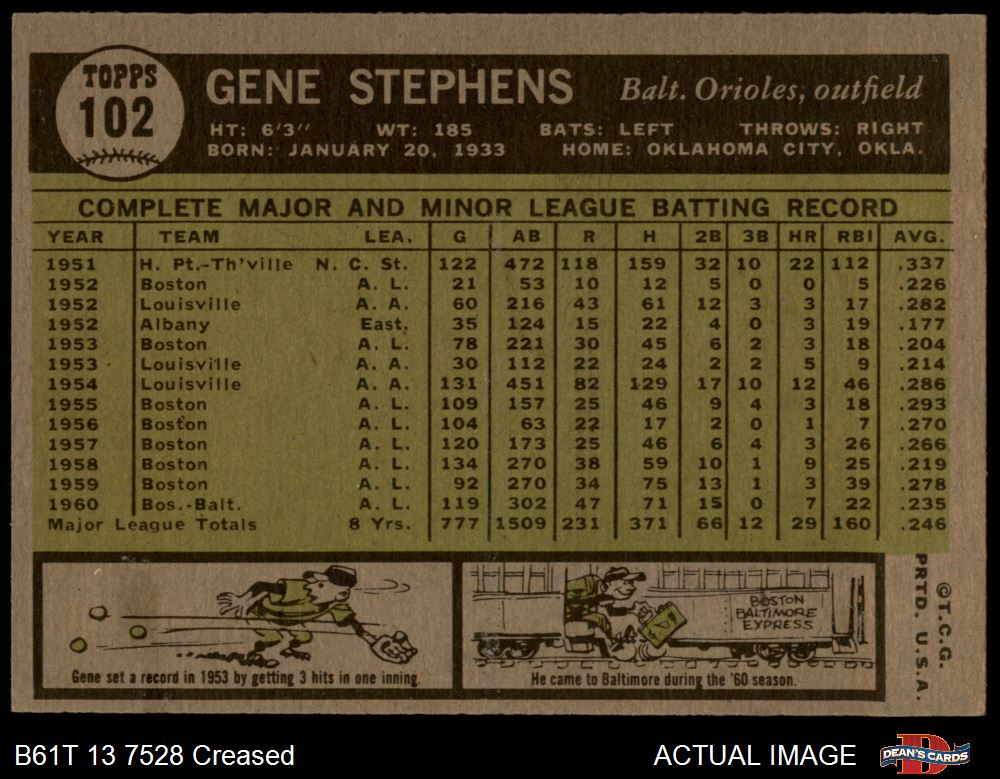 TOPPS
102
GENE STEPHENS Balt. Orioles, outfield
HT: 6'3" WT: 185 BATS: LEFT THROWS: RIGHT
BORN: JANUARY 20, 1933 HOME: OKLAHOMA CITY, OKLA.
COMPLETE MAJOR AND MINOR LEAGUE BATTING RECORD
YEAR TEAM LEA. G AB R H 2B 3B HR RBI AVG.
1951 H. Pt.-Th'ville N. C. St. 122 472 118 159 32 10 22 112 .337
1952 Boston A. L. 21 53 10 12 5 0 0 5 .226
1952 Louisville A. A. 60 216 43 61 12 3 3 17 .282
1952 Albany East. 35 124 15 22 4 0 3 19 .177
1953 Boston A. L. 78 221 30 45 6 2 3 18 .204
1953 Louisville A. A. 30 112 22 24 2 2 5 9 .214
1954 Louisville A. A. 131 451 82 129 17 10 12 46 .286
1955 Boston A. L. 109 157 25 46 9 4 3 18 .293
1956 Boston A. L. 104 63 22 17 2 0 1 7 .270
1957 Boston A. L. 120 173 25 46 6 4 3 26 .266
1958 Boston A. L. 134 270 38 59 10 1 9 25 .219
1959 Boston A. L. 92 270 34 75 13 1 3 39 .278
1960 Bos.-Balt. A. L. 119 302 47 71 15 0 7 22 .235
Major League Totals 8 Yrs. 777 1509 231 371 66 12 29 160 .246
Gene set a record in 1953 by getting 3 hits in one inning.
BOSTON
BALTIMORE
EXPRESS
He came to Baltimore during the '60 season.
©T.C.G.
PRTD. U.S.A.
B61T 13 7528 Creased
ACTUAL IMAGE
DEAN'S CARDS